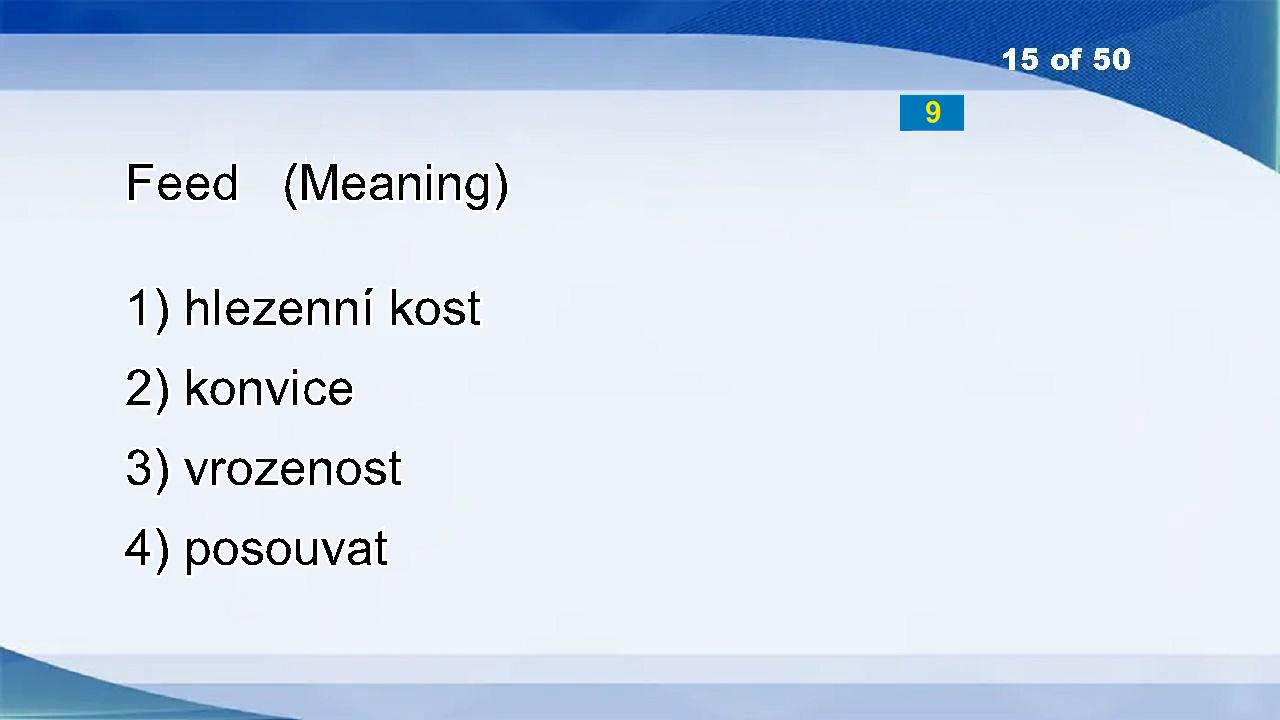 15 of 50
9
Feed (Meaning)
1) hlezenní kost
2) konvice
3) vrozenost
4) posouvat